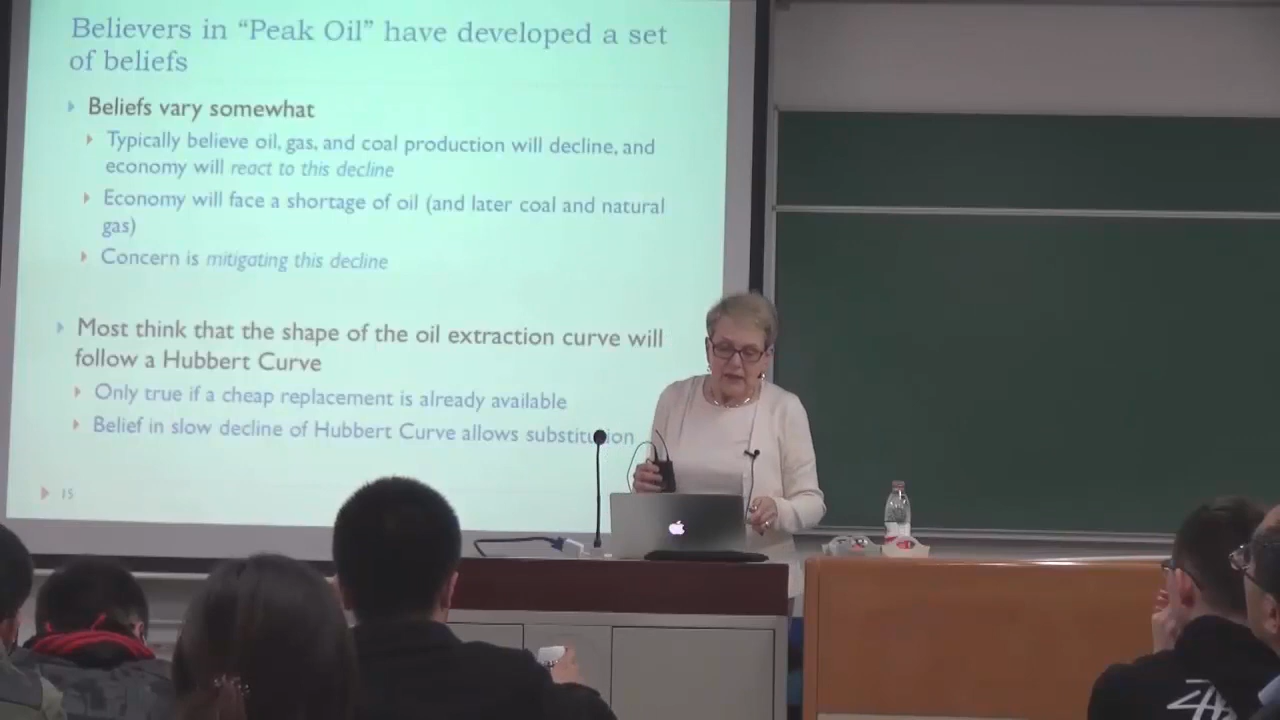 Believers in “Peak Oil” have developed a set
of beliefs
Beliefs vary somewhat
Typically believe oil, gas, and coal production will decline, and
economy will react to this decline
Economy will face a shortage of oil (and later coal and natural
gas)
Concern is mitigating this decline
Most think that the shape of the oil extraction curve will
follow a Hubbert Curve
Only true if a cheap replacement is already available
Belief in slow decline of Hubbert Curve allows substitution
15